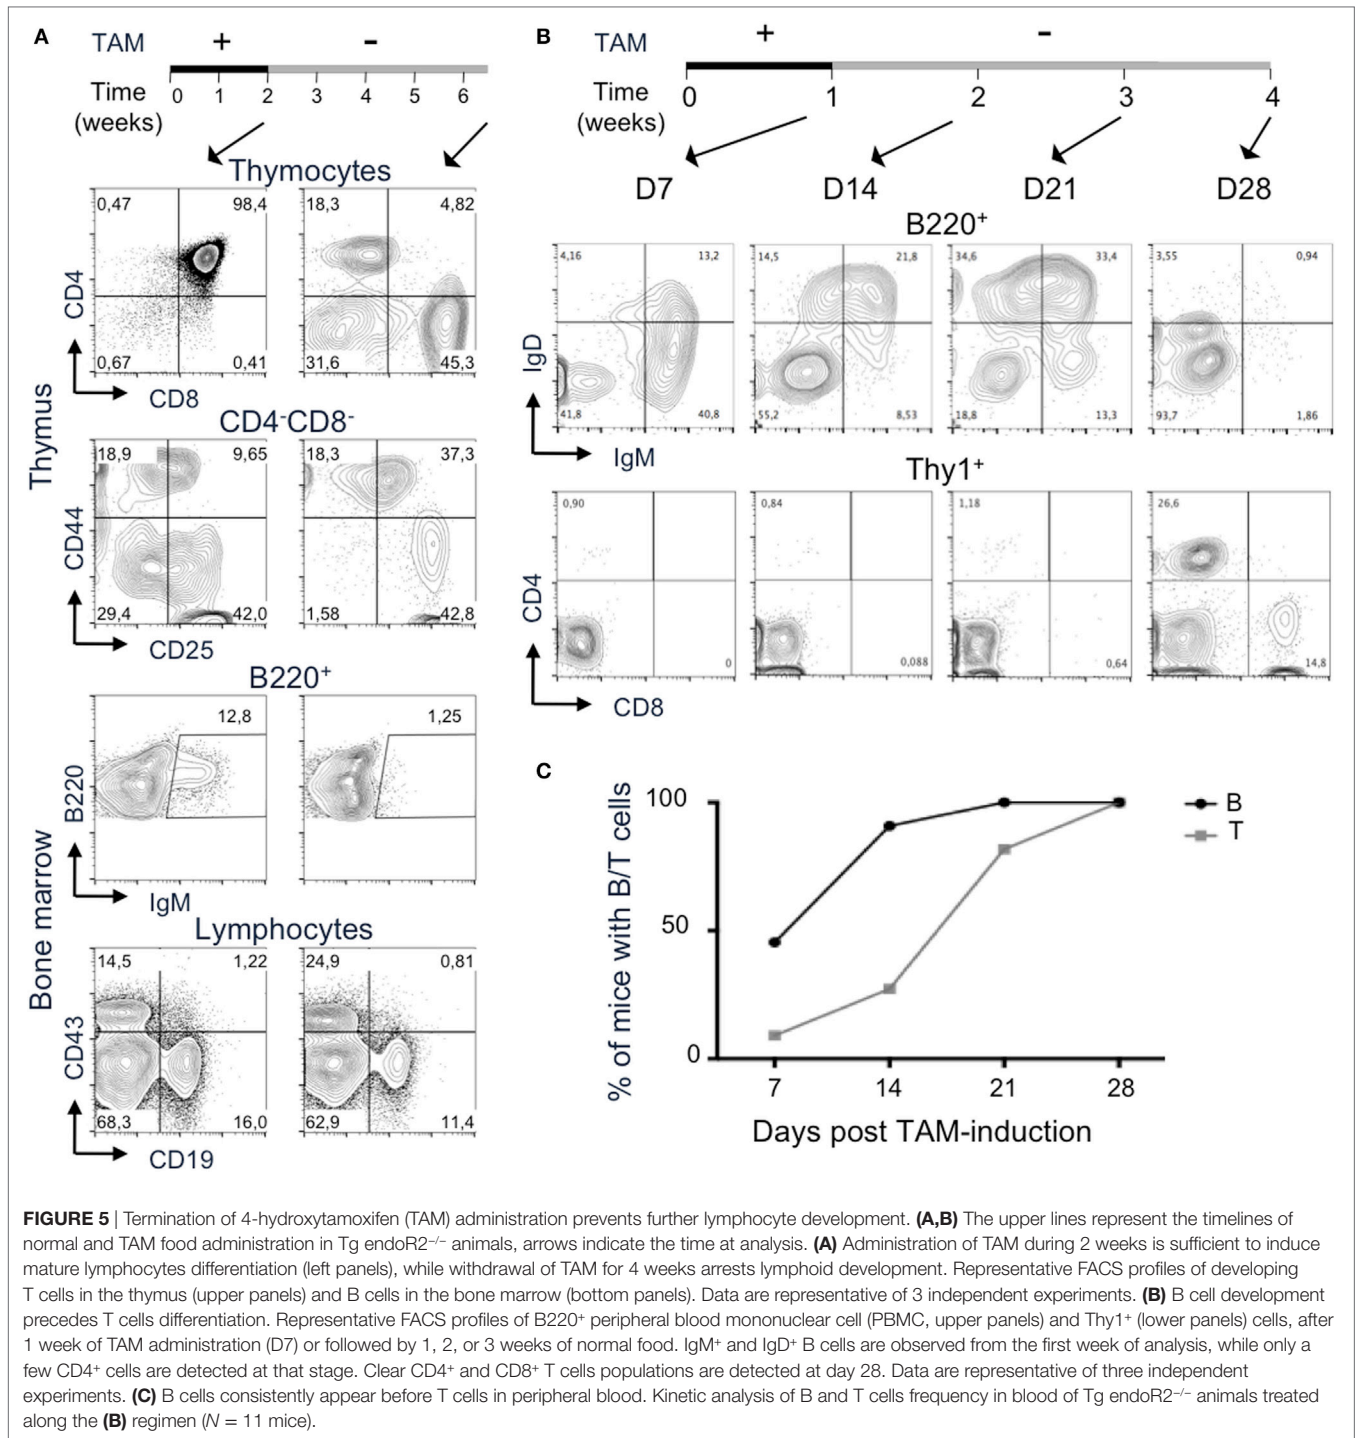 A
TAM + −
Time (weeks)
0 1 2 3 4 5 6
Thymocytes
0,47 98,4
0,67 0,41
18,3 4,82
31,6 45,3
CD4
CD8
CD4-CD8-
18,9 9,65
29,4 42,0
18,3 37,3
1,58 42,8
CD44
CD25
Thymus
B220+
12,8
1,25
B220
IgM
Lymphocytes
14,5 1,22
68,3 16,0
24,9 0,81
62,9 11,4
CD43
CD19
Bone marrow
B
TAM + −
Time (weeks)
0 1 2 3 4
D7 D14 D21 D28
B220+
4,16 13,2
41,8 40,8
14,5 21,8
55,2 8,53
34,6 33,4
18,8 13,3
3,55 0,94
93,7 1,86
IgD
IgM
Thy1+
0,90
0
0,84
0,088
1,18
0,64
26,6
14,8
CD4
CD8
C
% of mice with B/T cells
100
50
0
7 14 21 28
Days post TAM-induction
B
T
FIGURE 5 | Termination of 4-hydroxytamoxifen (TAM) administration prevents further lymphocyte development. (A,B) The upper lines represent the timelines of
normal and TAM food administration in Tg endoR2−/− animals, arrows indicate the time at analysis. (A) Administration of TAM during 2 weeks is sufficient to induce
mature lymphocytes differentiation (left panels), while withdrawal of TAM for 4 weeks arrests lymphoid development. Representative FACS profiles of developing
T cells in the thymus (upper panels) and B cells in the bone marrow (bottom panels). Data are representative of 3 independent experiments. (B) B cell development
precedes T cells differentiation. Representative FACS profiles of B220+ peripheral blood mononuclear cell (PBMC, upper panels) and Thy1+ (lower panels) cells, after
1 week of TAM administration (D7) or followed by 1, 2, or 3 weeks of normal food. IgM+ and IgD+ B cells are observed from the first week of analysis, while only a
few CD4+ cells are detected at that stage. Clear CD4+ and CD8+ T cells populations are detected at day 28. Data are representative of three independent
experiments. (C) B cells consistently appear before T cells in peripheral blood. Kinetic analysis of B and T cells frequency in blood of Tg endoR2−/− animals treated
along the (B) regimen (N = 11 mice).